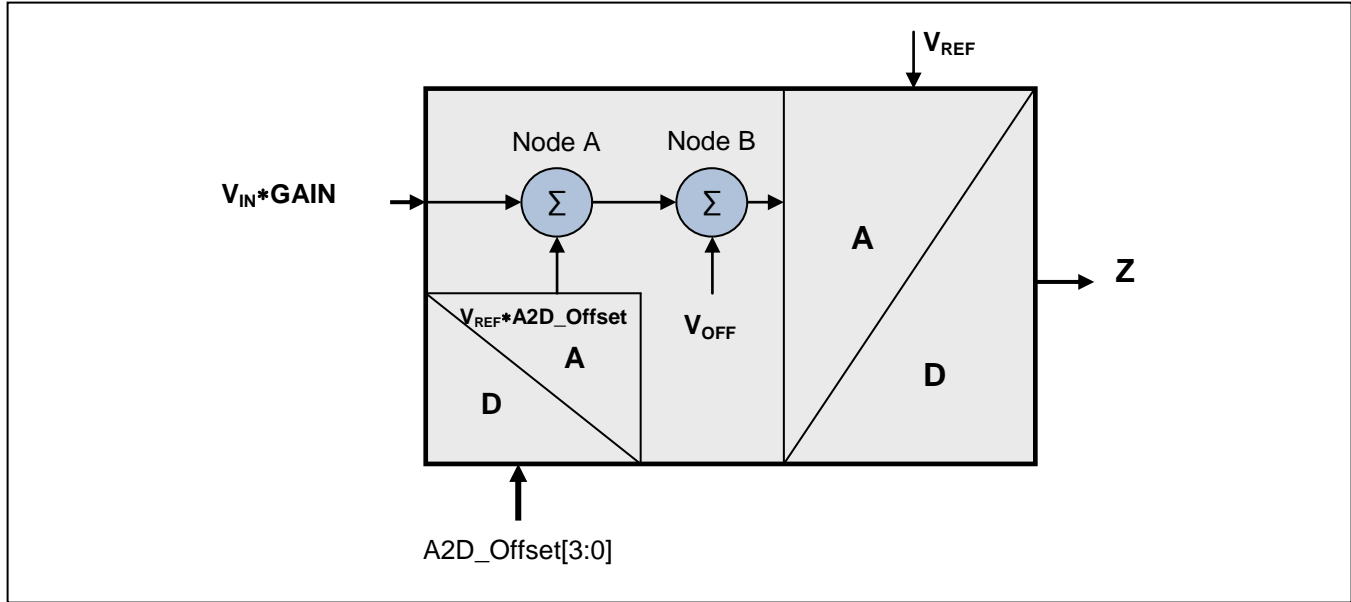 VREF
Node A Node B
VIN*GAIN
Σ Σ
A
Z
VREF*A2D_Offset
VOFF
A
D
D
A2D_Offset[3:0]